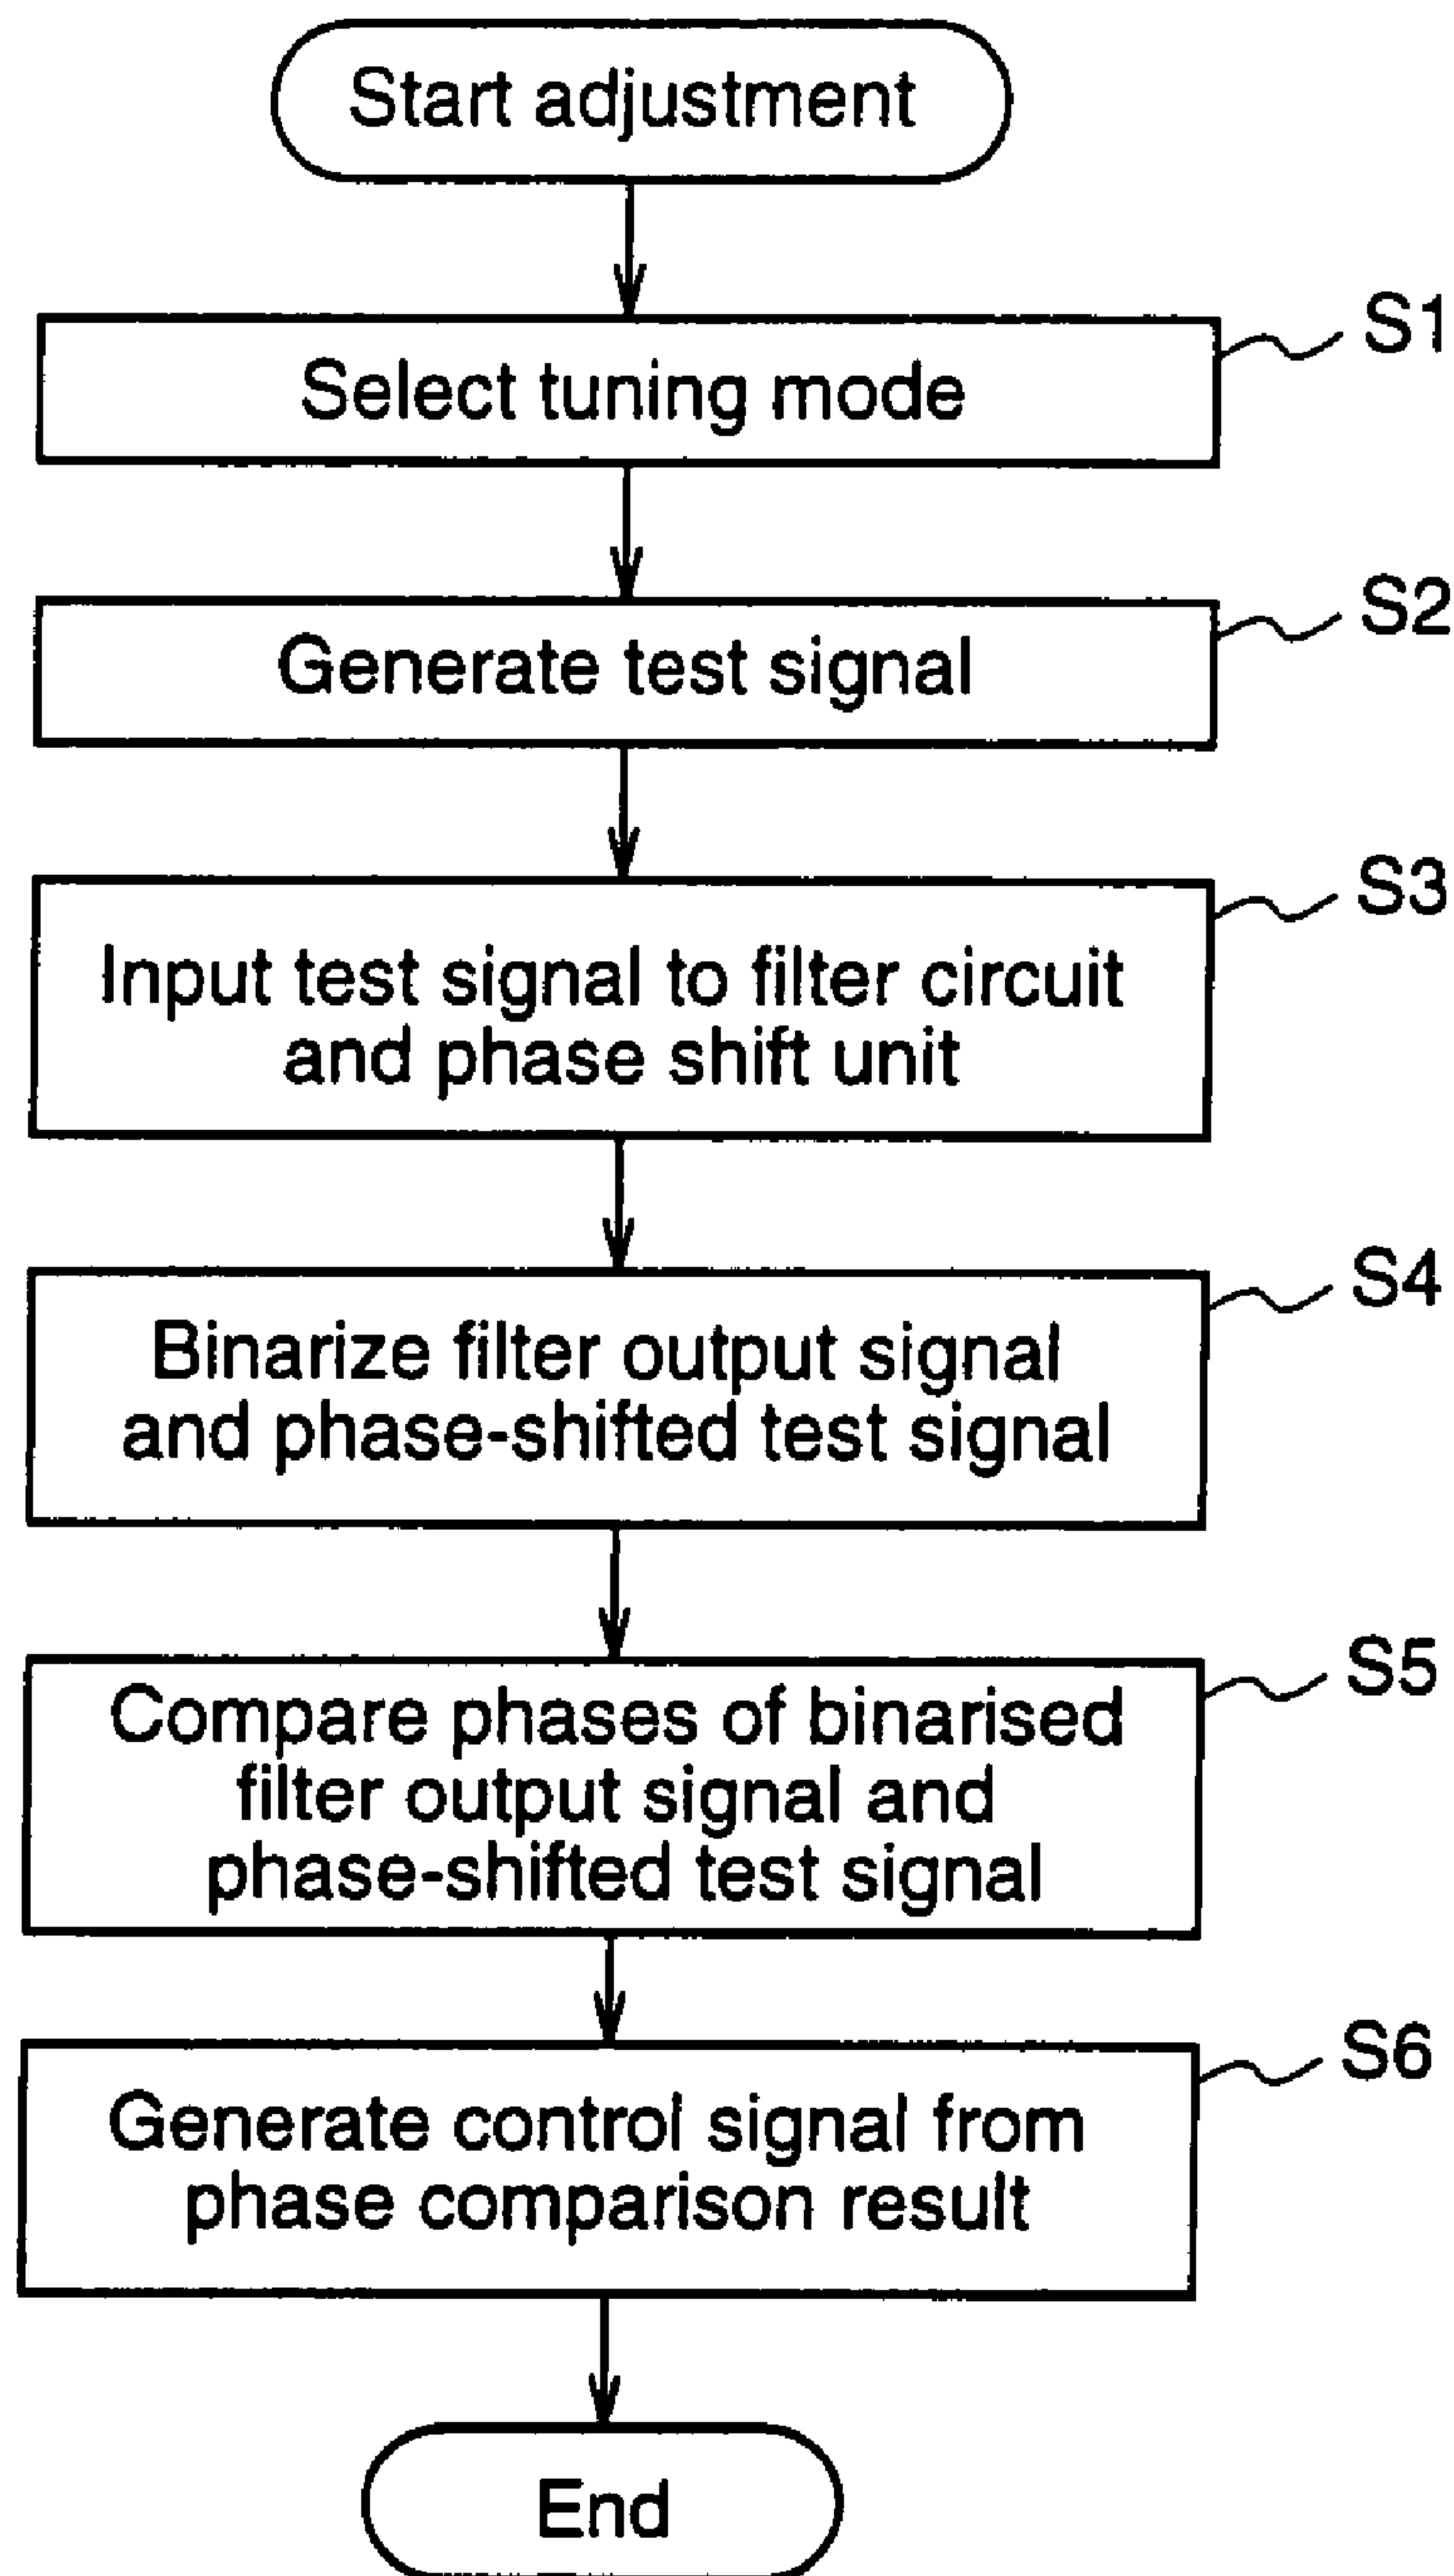 Start adjustment
S1
Select tuning mode
S2
Generate test signal
S3
Input test signal to filter circuit
and phase shift unit
S4
Binarize filter output signal
and phase-shifted test signal
S5
Compare phases of binarised
filter output signal and
phase-shifted test signal
S6
Generate control signal from
phase comparison result
End